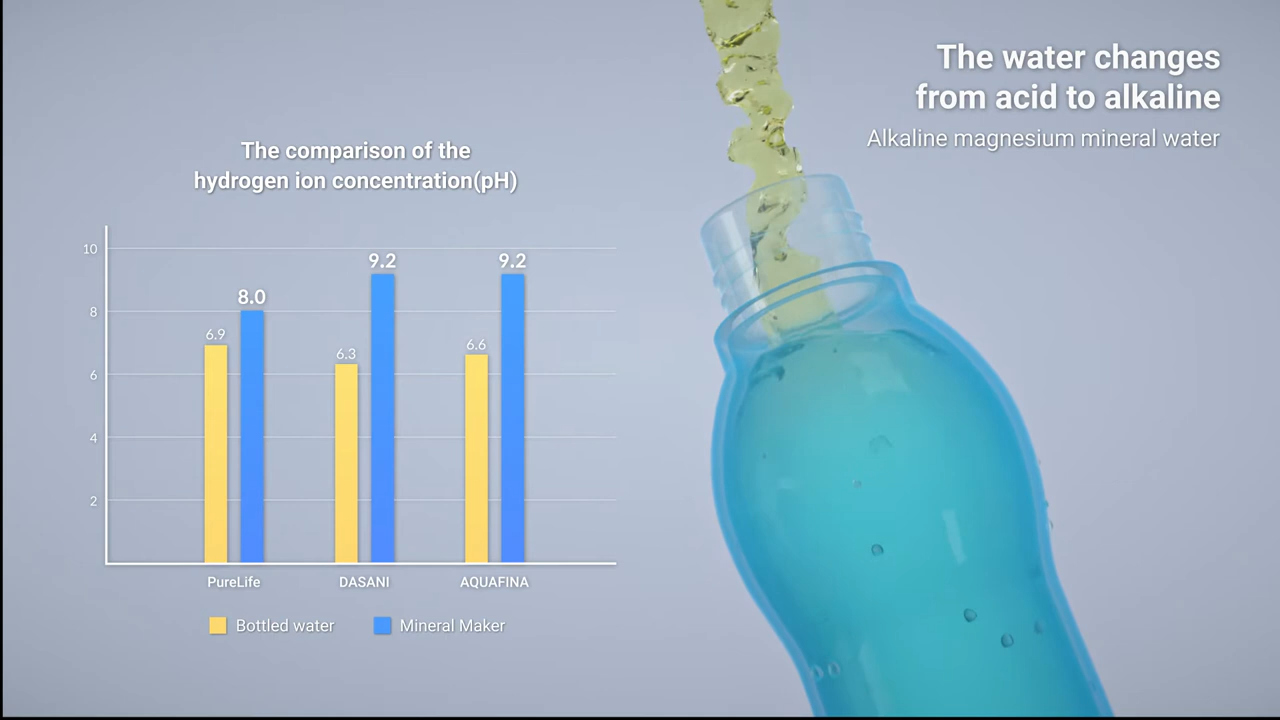 The water changes
from acid to alkaline
Alkaline magnesium mineral water
The comparison of the
hydrogen ion concentration(pH)
10
8
6
4
2
6.9
8.0
6.3
9.2
6.6
9.2
PureLife
DASANI
AQUAFINA
Bottled water
Mineral Maker